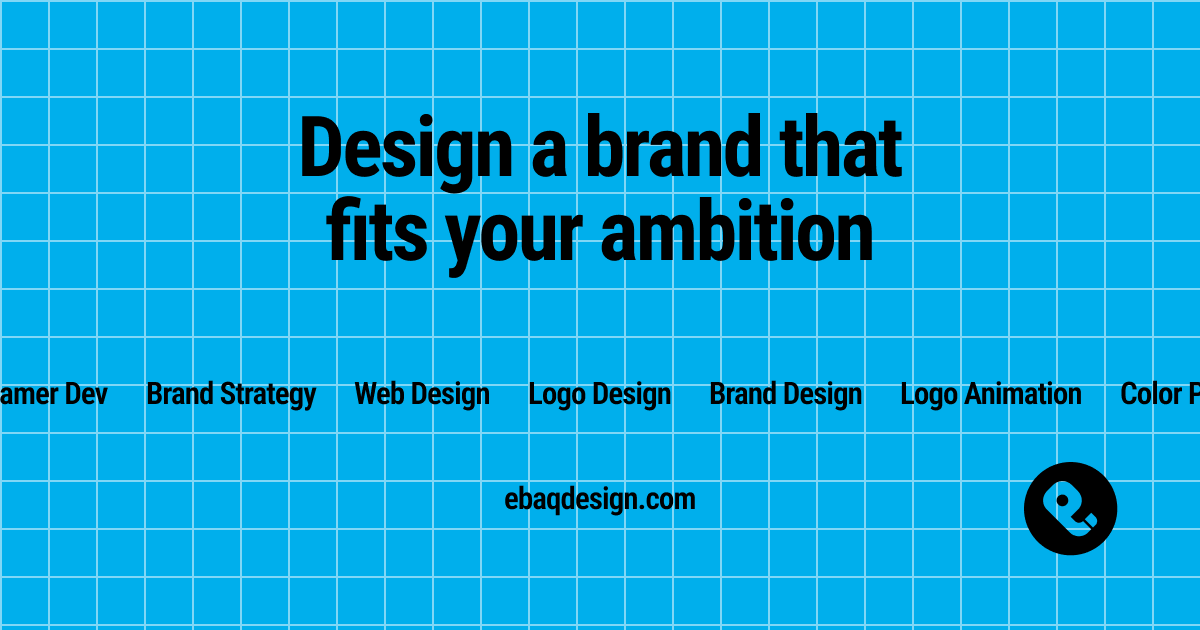 Design a brand that
fits your ambition
amer Dev Brand Strategy Web Design Logo Design Brand Design Logo Animation Color P
ebaqdesign.com